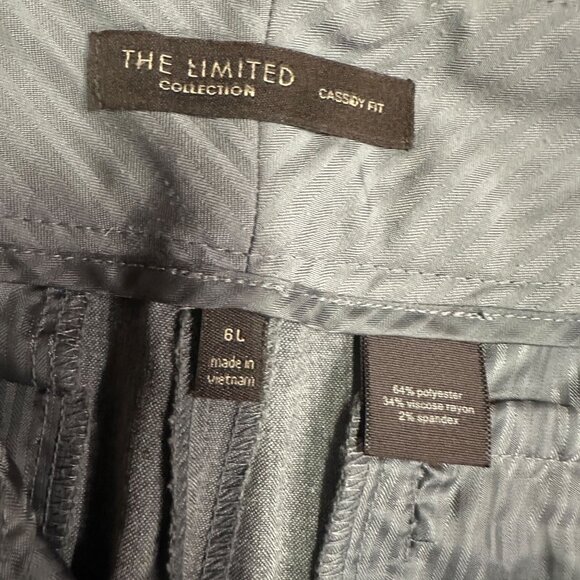 THE LIMITED
COLLECTION
CASSIDY FIT
6L
made in
vietnam
64% polyester
34% viscose rayon
2% spandex